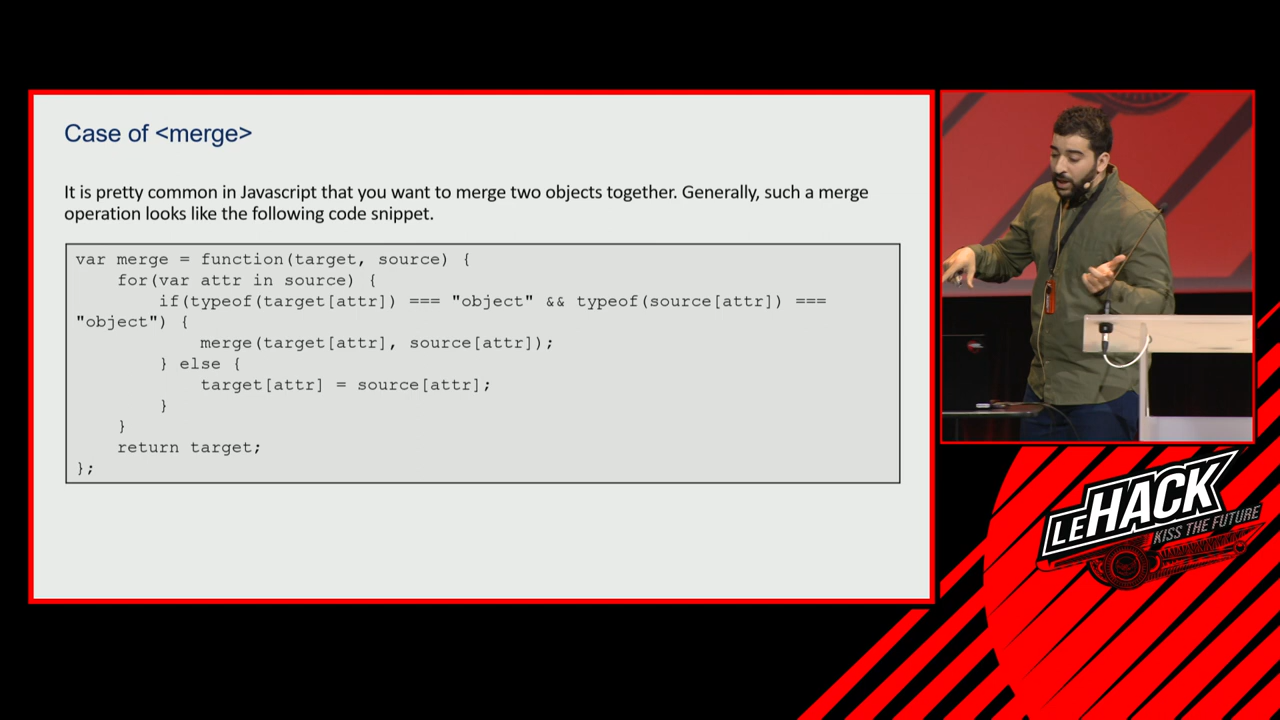 Case of <merge>
It is pretty common in Javascript that you want to merge two objects together. Generally, such a merge
operation looks like the following code snippet.
var merge = function(target, source) {
    for(var attr in source) {
        if(typeof(target[attr]) === "object" && typeof(source[attr]) ===
"object") {
            merge(target[attr], source[attr]);
        } else {
            target[attr] = source[attr];
        }
    }
    return target;
};
LEHACK
KISS THE FUTURE